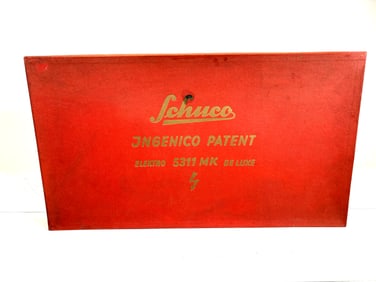 Schuco
INGENICO PATENT
ELEKTRO 5311 MK DE LUXE